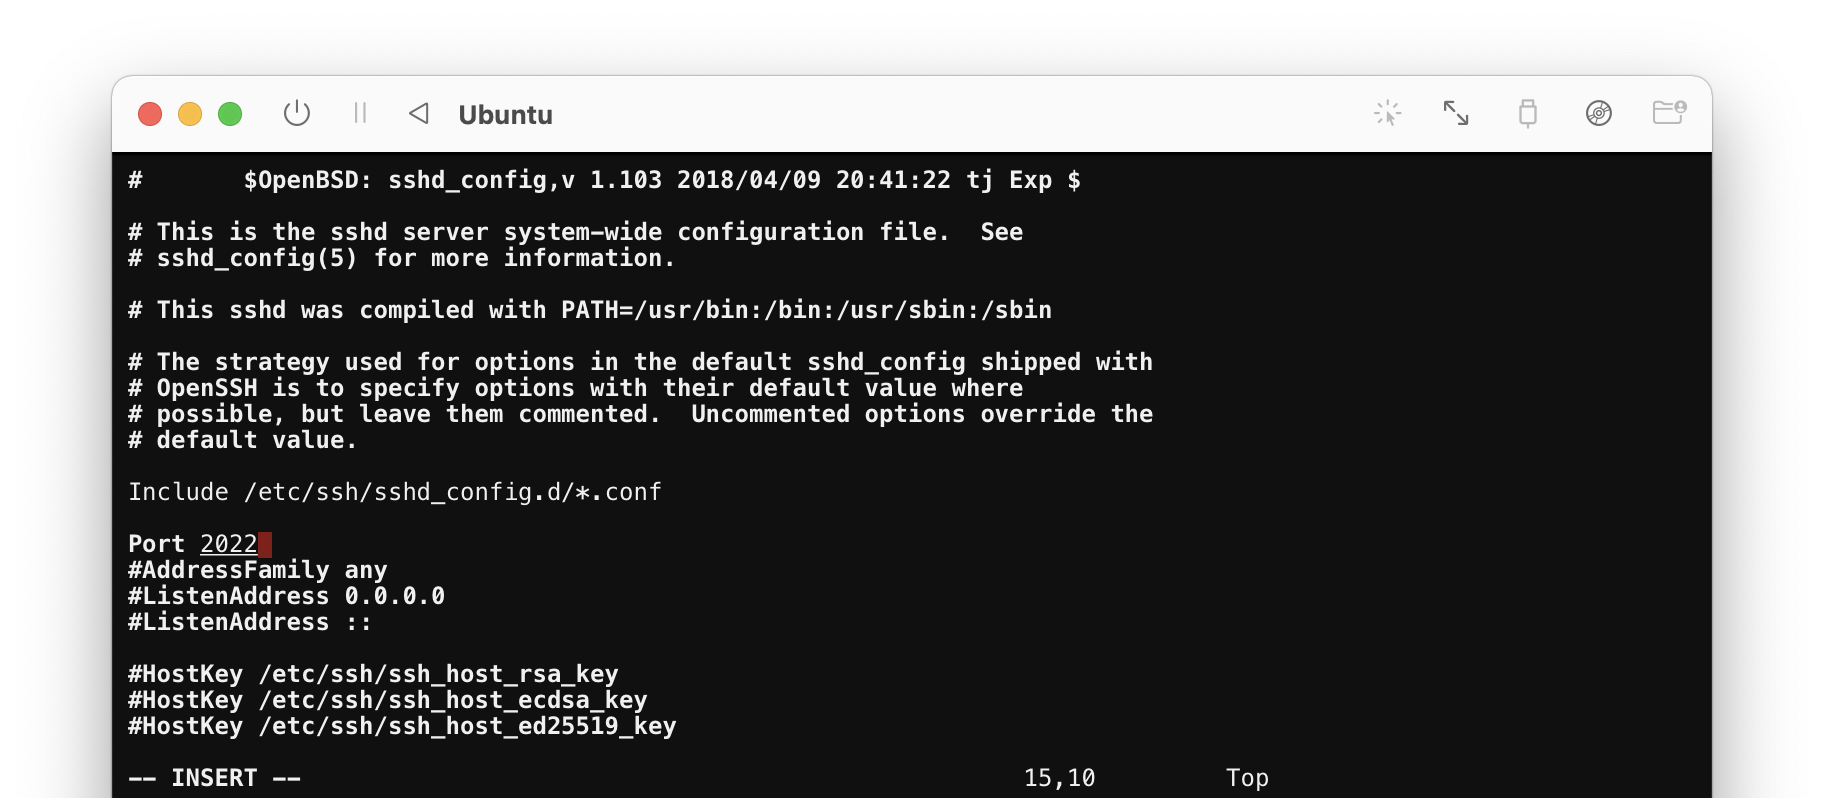 Ubuntu
#       $OpenBSD: sshd_config,v 1.103 2018/04/09 20:41:22 tj Exp $
# This is the sshd server system-wide configuration file.  See
# sshd_config(5) for more information.
# This sshd was compiled with PATH=/usr/bin:/bin:/usr/sbin:/sbin
# The strategy used for options in the default sshd_config shipped with
# OpenSSH is to specify options with their default value where
# possible, but leave them commented.  Uncommented options override the
# default value.
Include /etc/ssh/sshd_config.d/*.conf
Port 2022
#AddressFamily any
#ListenAddress 0.0.0.0
#ListenAddress ::
#HostKey /etc/ssh/ssh_host_rsa_key
#HostKey /etc/ssh/ssh_host_ecdsa_key
#HostKey /etc/ssh/ssh_host_ed25519_key
-- INSERT --                                                  15,10         Top